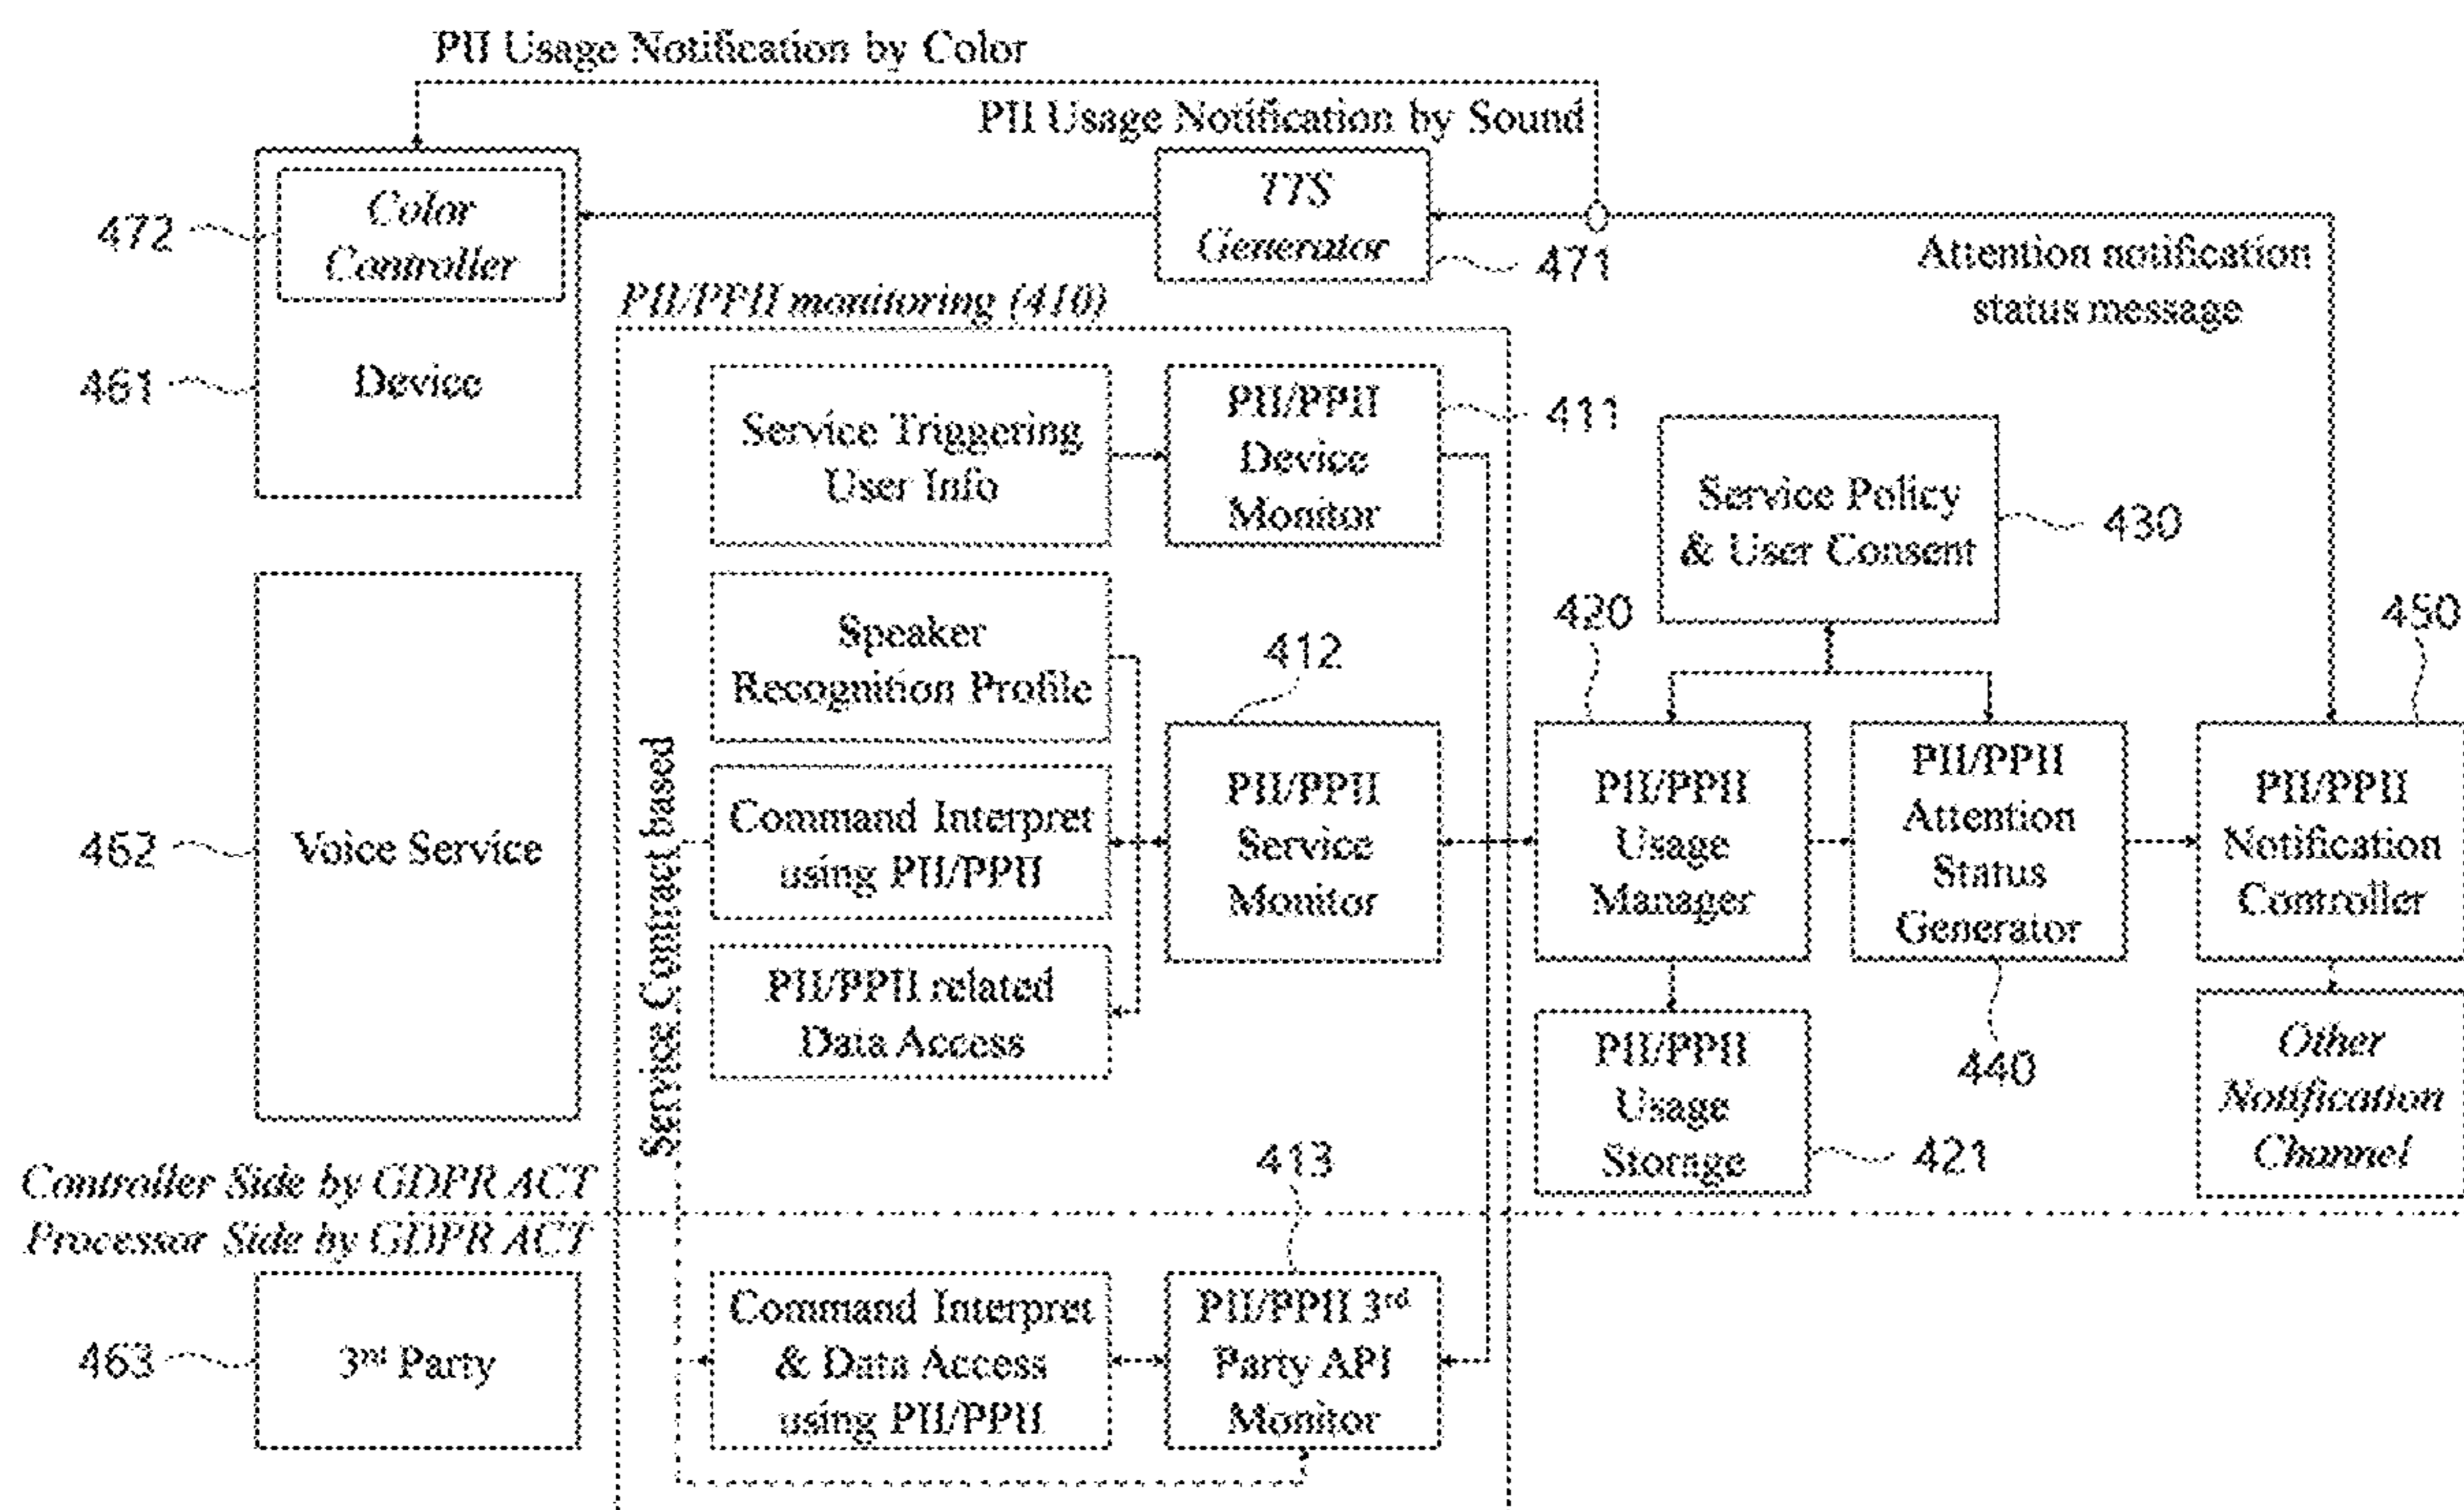 PII Usage Notification by Color
PII Usage Notification by Sound
472
Color
Controller
TTS
Generator
471
Attention notification
status message
PII/PPII monitoring (410)
461
Device
Service Triggering
User Info
PII/PPII
Device
Monitor
411
Service Policy
& User Consent
430
Speaker
Recognition Profile
412
420
450
462
Voice Service
Service Contract based
Command Interpret
using PII/PPII
PII/PPII
Service
Monitor
PII/PPII
Usage
Manager
PII/PPII
Attention
Status
Generator
PII/PPII
Notification
Controller
PII/PPII related
Data Access
PII/PPII
Usage
Storage
421
440
Other
Notification
Channel
413
Controller Side by GDPR ACT
Processor Side by GDPR ACT
463
3rd Party
Command Interpret
& Data Access
using PII/PPII
PII/PPII 3rd
Party API
Monitor